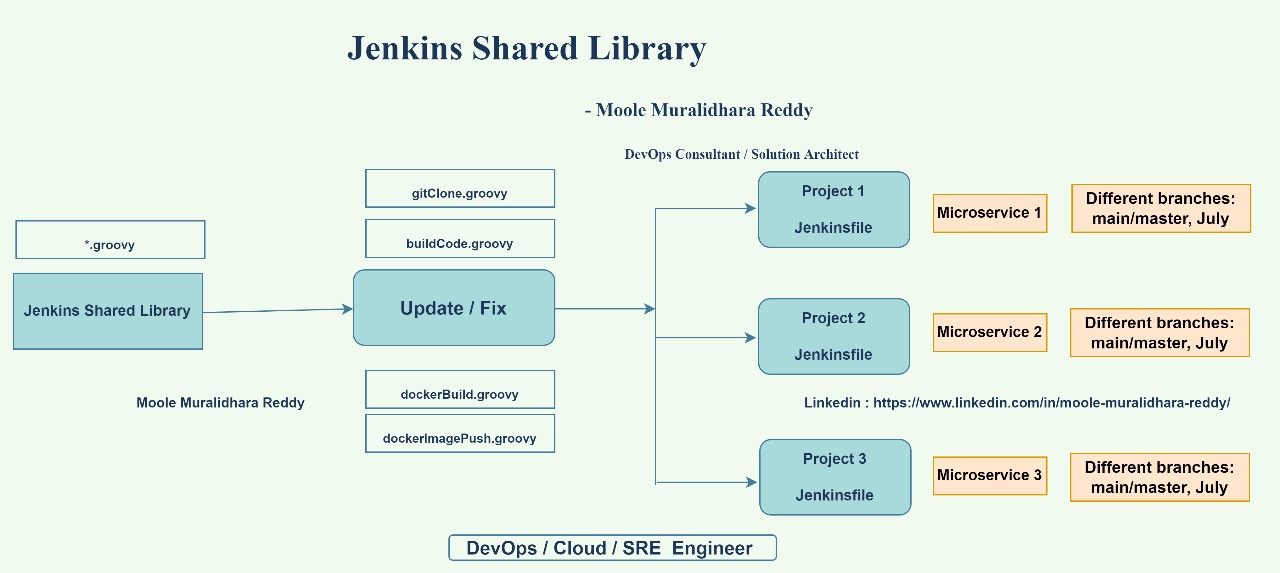 Jenkins Shared Library
- Moole Muralidhara Reddy
DevOps Consultant / Solution Architect
*.groovy
Jenkins Shared Library
gitClone.groovy
buildCode.groovy
Update / Fix
dockerBuild.groovy
dockerImagePush.groovy
Project 1
Jenkinsfile
Microservice 1
Different branches:
main/master, July
Project 2
Jenkinsfile
Microservice 2
Different branches:
main/master, July
Moole Muralidhara Reddy
Linkedin : https://www.linkedin.com/in/moole-muralidhara-reddy/
Project 3
Jenkinsfile
Microservice 3
Different branches:
main/master, July
DevOps / Cloud / SRE  Engineer